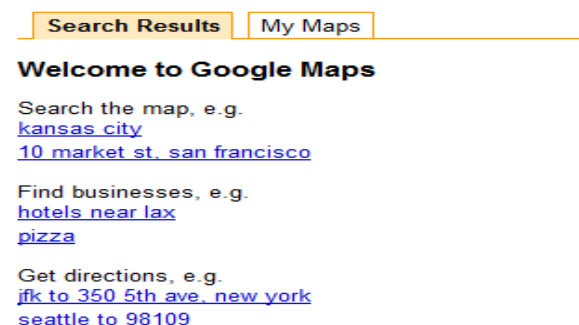 Search Results My Maps
Welcome to Google Maps
Search the map, e.g.
kansas city
10 market st, san francisco
Find businesses, e.g.
hotels near lax
pizza
Get directions, e.g.
jfk to 350 5th ave, new york
seattle to 98109